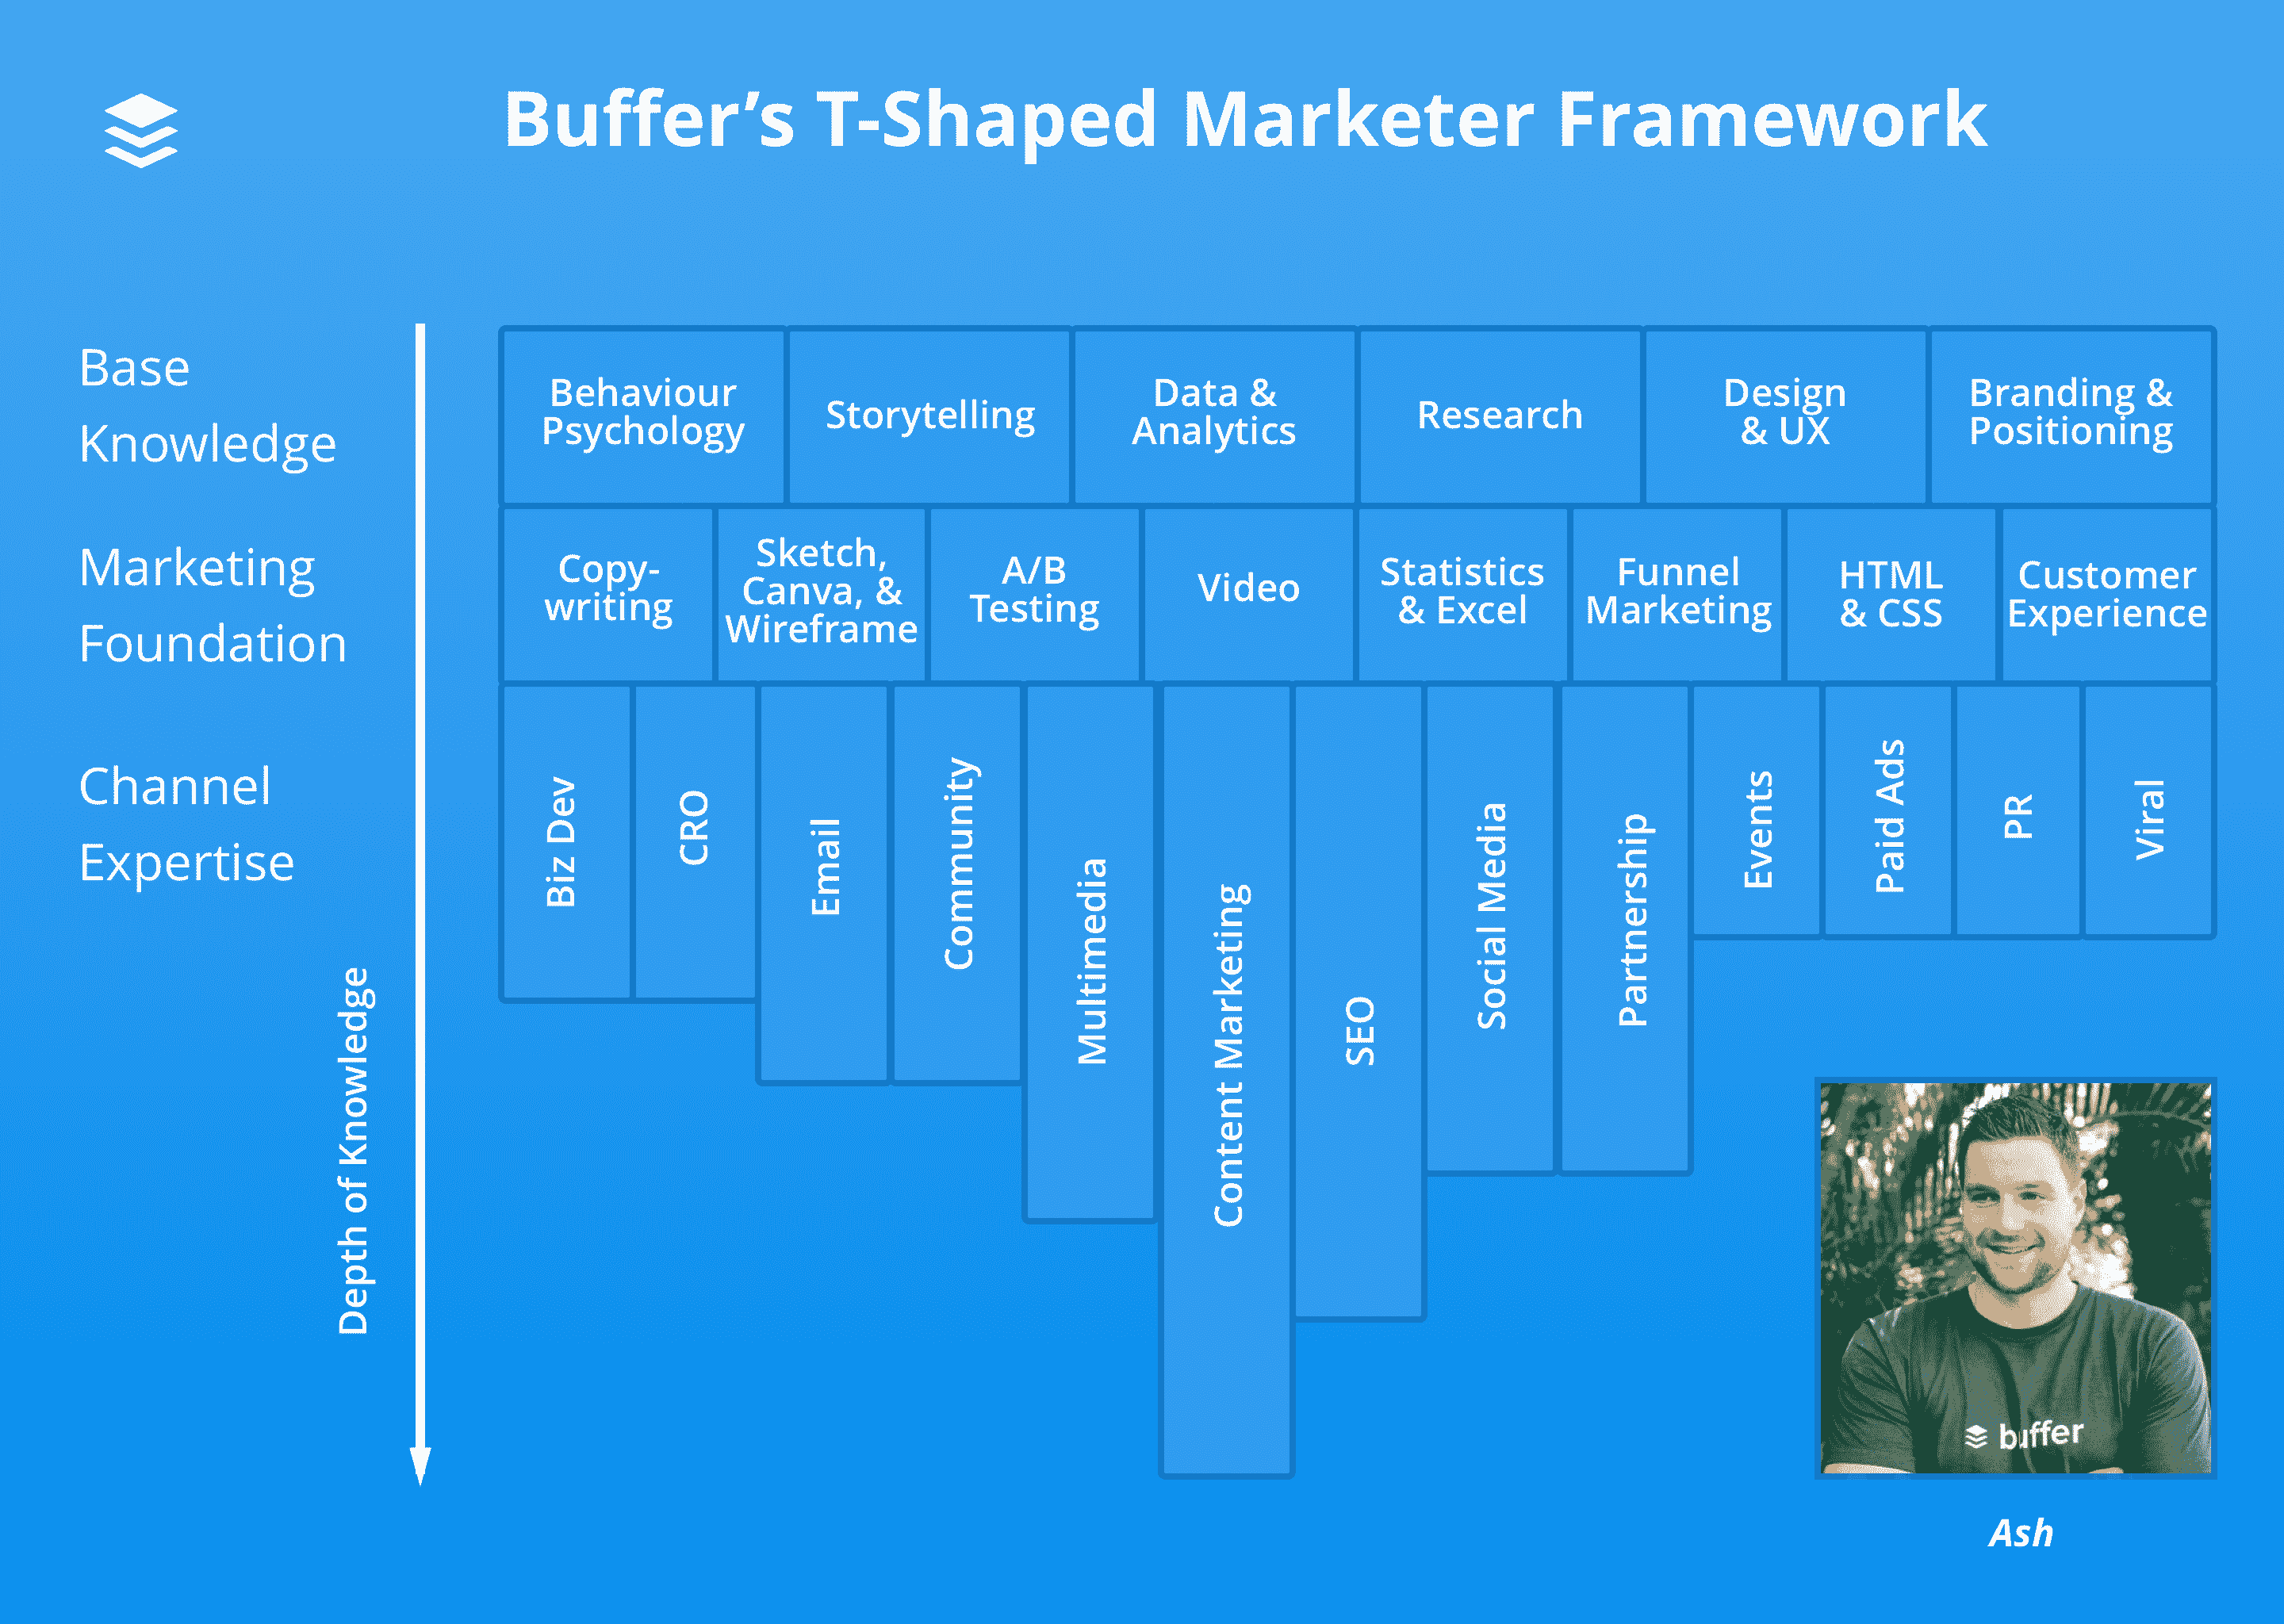 Buffer’s T-Shaped Marketer Framework
Base
Knowledge
Behaviour
Psychology
Storytelling
Data &
Analytics
Research
Design
& UX
Branding &
Positioning
Marketing
Foundation
Copy-
writing
Sketch,
Canva, &
Wireframe
A/B
Testing
Video
Statistics
& Excel
Funnel
Marketing
HTML
& CSS
Customer
Experience
Channel
Expertise
Biz Dev
CRO
Email
Community
Multimedia
Content Marketing
SEO
Social Media
Partnership
Events
Paid Ads
PR
Viral
Depth of Knowledge
buffer
Ash